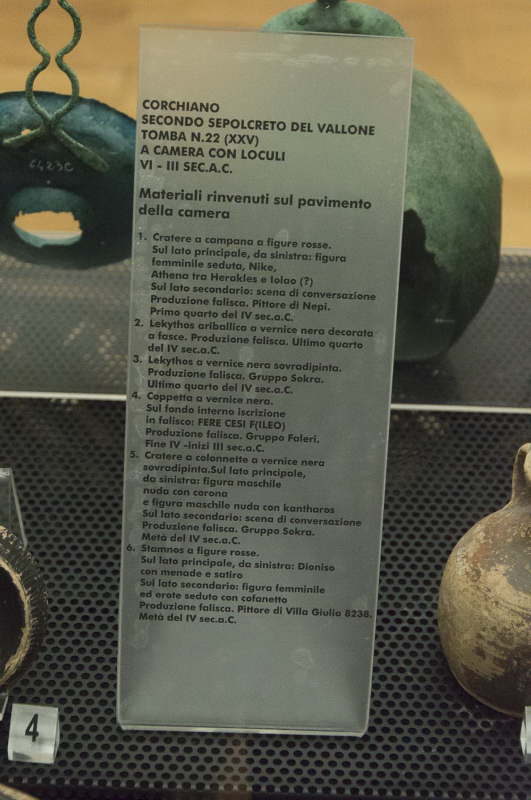 6423C
CORCHIANO
SECONDO SEPOLCRETO DEL VALLONE
TOMBA N.22 (XXV)
A CAMERA CON LOCULI
VI - III SEC.A.C.
Materiali rinvenuti sul pavimento
della camera
1. Cratere a campana a figure rosse.
Sul lato principale, da sinistra: figura
femminile seduta, Nike,
Athena tra Herakles e Iolao (?)
Sul lato secondario: scena di conversazione
Produzione falisca. Pittore di Nepi.
Primo quarto del IV sec.a.C.
2. Lekythos ariballica a vernice nera decorata
a fasce. Produzione falisca. Ultimo quarto
del IV sec.a.C.
3. Lekythos a vernice nera sovradipinta.
Produzione falisca. Gruppo Sokra.
Ultimo quarto del IV sec.a.C.
4. Coppetta a vernice nera.
Sul fondo interno iscrizione
in falisco: FERE CESI F(ILEO)
Produzione falisca. Gruppo Faleri.
Fine IV -inizi III sec.a.C.
5. Cratere a colonnette a vernice nera
sovradipinta.Sul lato principale,
da sinistra: figura maschile
nuda con corona
e figura maschile nuda con kantharos
Sul lato secondario: scena di conversazione
Produzione falisca. Gruppo Sokra.
Metà del IV sec.a.C.
6. Stamnos a figure rosse.
Sul lato principale, da sinistra: Dioniso
con menade e satiro
Sul lato secondario: figura femminile
ed erote seduto con cofanetto
Produzione falisca. Pittore di Villa Giulio 8238.
Metà del IV sec.a.C.
4